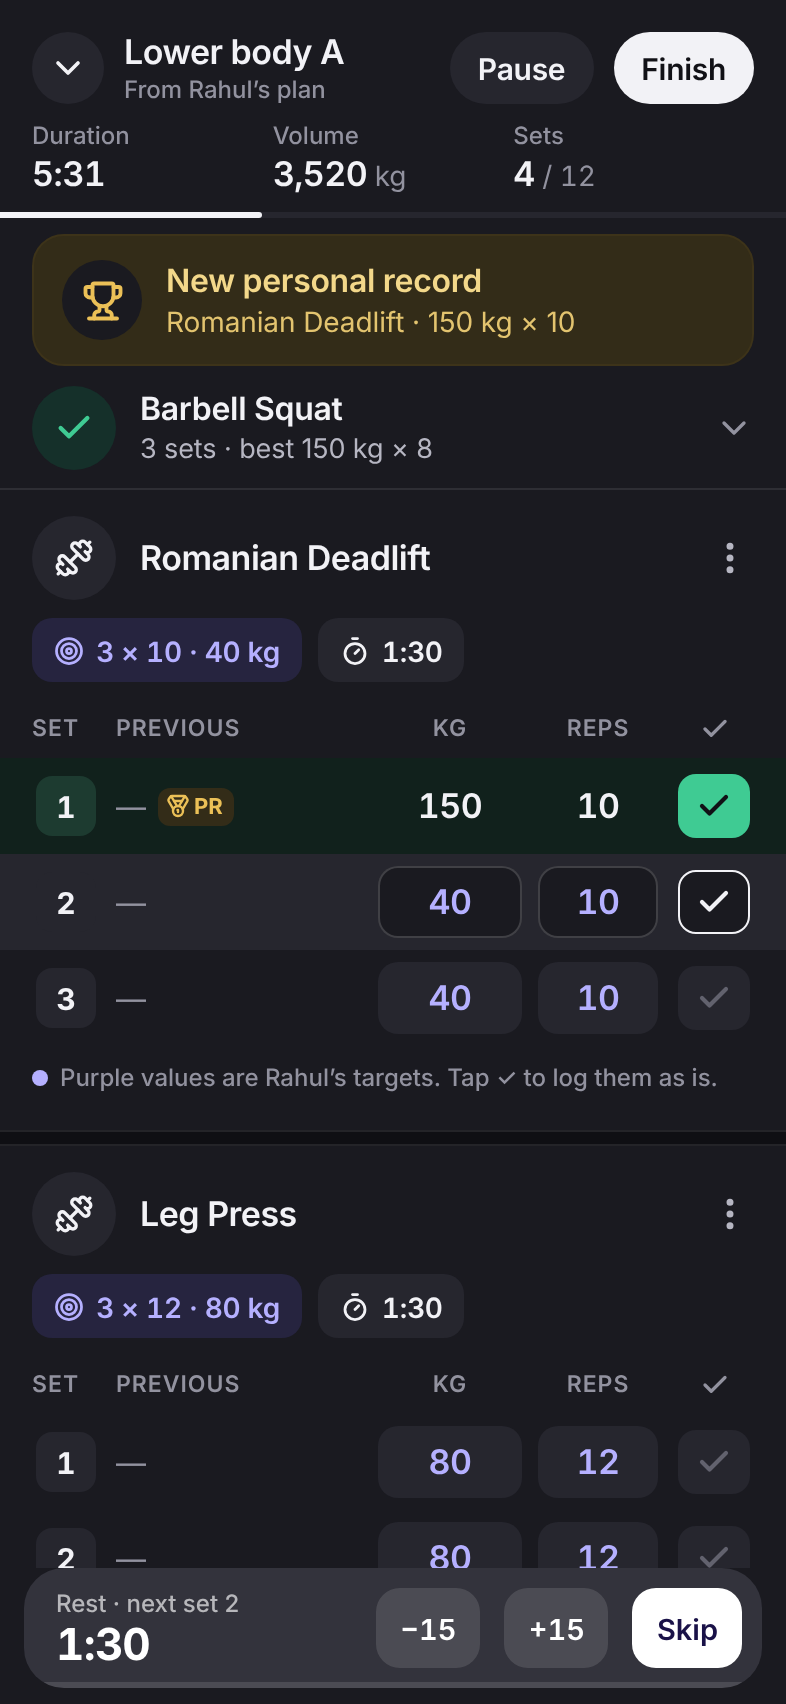 Lower body A
From Rahul’s plan
Pause
Finish
Duration
5:31
Volume
3,520 kg
Sets
4 / 12
New personal record
Romanian Deadlift · 150 kg × 10
Barbell Squat
3 sets · best 150 kg × 8
Romanian Deadlift
3 × 10 · 40 kg
1:30
SET PREVIOUS KG REPS ✓
1 — PR 150 10 ✓
2 — 40 10 ✓
3 — 40 10 ✓
Purple values are Rahul’s targets. Tap ✓ to log them as is.
Leg Press
3 × 12 · 80 kg
1:30
SET PREVIOUS KG REPS ✓
1 — 80 12 ✓
2 — 80 12 ✓
Rest · next set 2
1:30
−15
+15
Skip